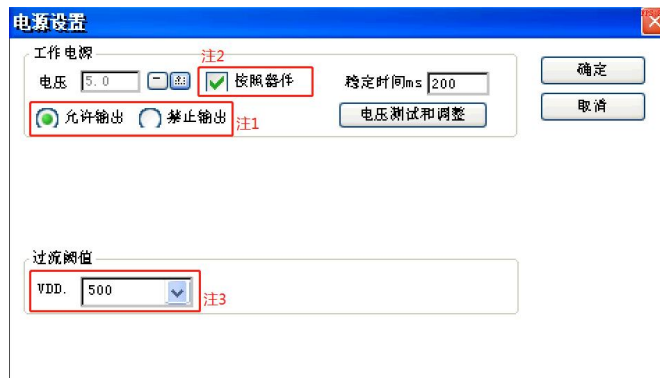 电源设置
工作电源
注2
电压 5.0 按照器件 稳定时间ms 200 确定
允许输出 禁止输出 注1 电压测试和调整 取消
过流阈值
VDD. 500 注3